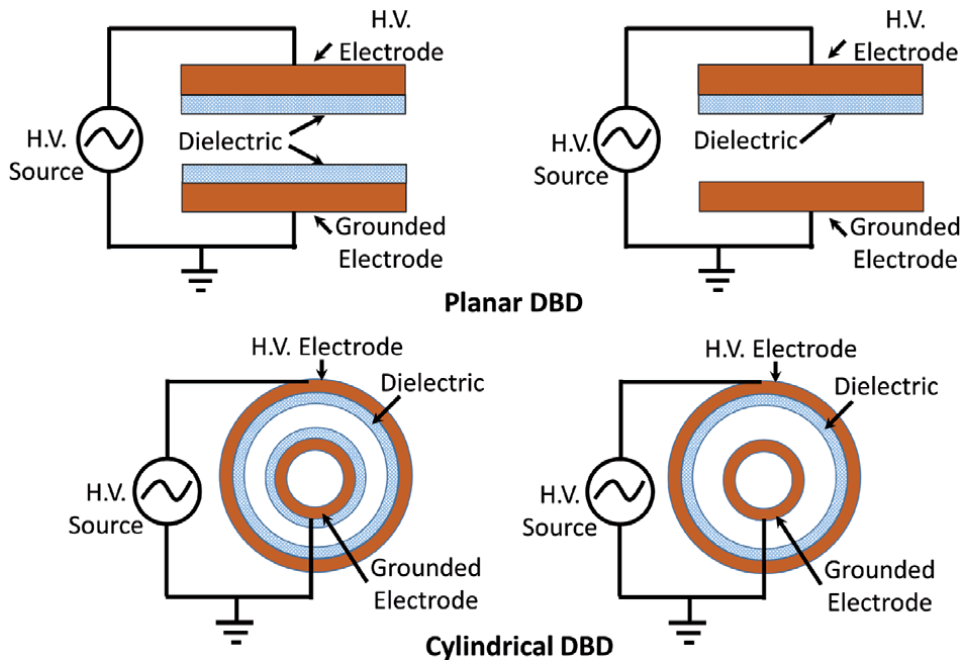 H.V.
Electrode
H.V.
Source
Dielectric
Grounded
Electrode
H.V.
Electrode
H.V.
Source
Dielectric
Grounded
Electrode
Planar DBD
H.V. Electrode
Dielectric
H.V.
Source
Grounded
Electrode
H.V. Electrode
Dielectric
H.V.
Source
Grounded
Electrode
Cylindrical DBD